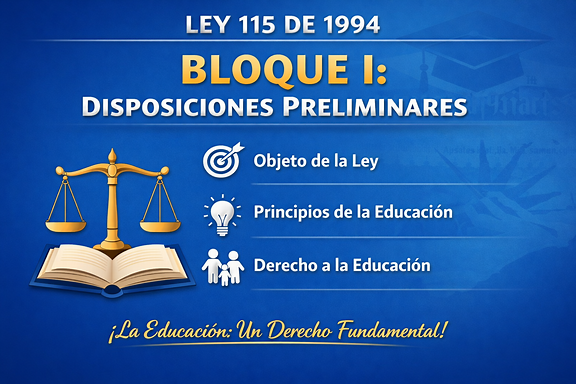 LEY 115 DE 1994
BLOQUE I:
DISPOSICIONES PRELIMINARES
Objeto de la Ley
Principios de la Educación
Derecho a la Educación
¡La Educación: Un Derecho Fundamental!